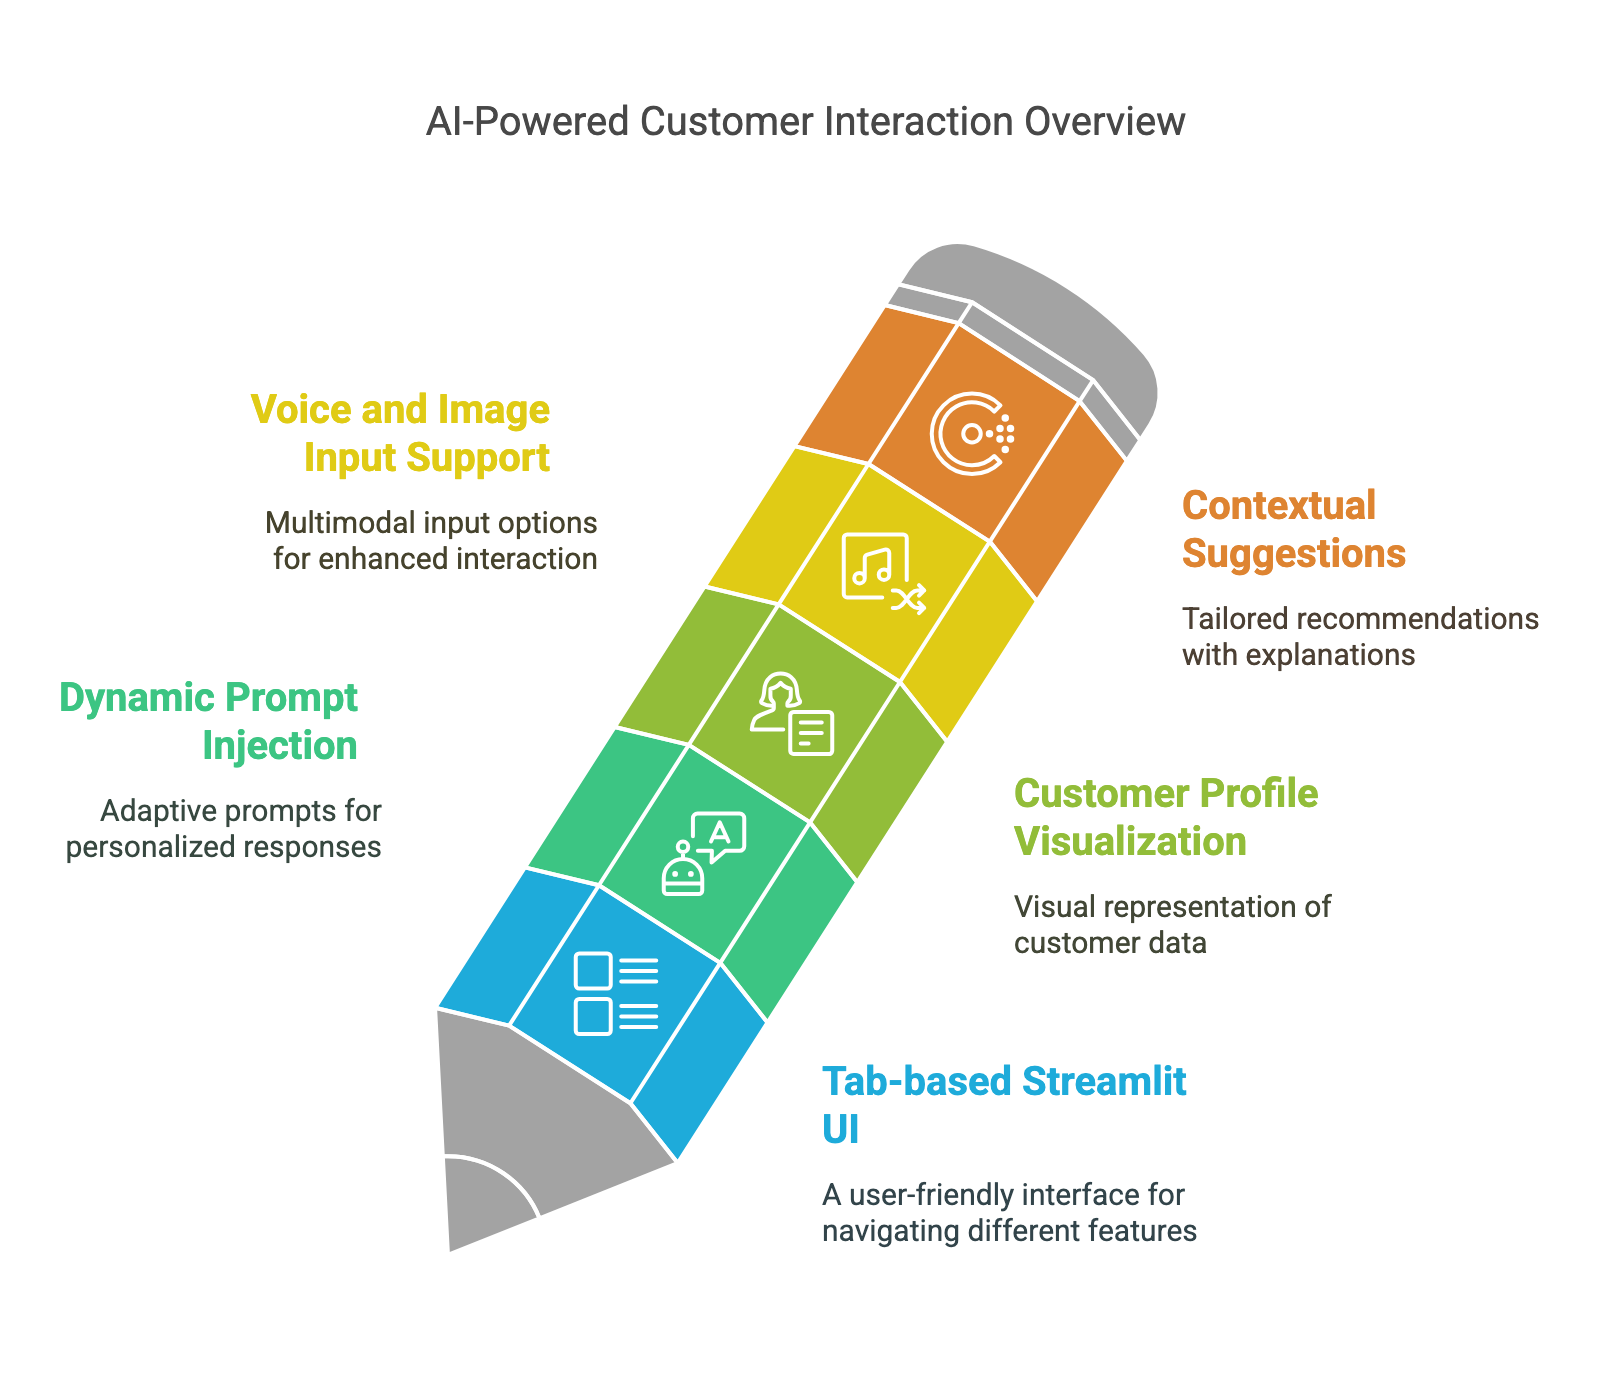 AI-Powered Customer Interaction Overview
Voice and Image
Input Support
Multimodal input options
for enhanced interaction
Contextual
Suggestions
Tailored recommendations
with explanations
Dynamic Prompt
Injection
Adaptive prompts for
personalized responses
Customer Profile
Visualization
Visual representation of
customer data
A
Tab-based Streamlit
UI
A user-friendly interface for
navigating different features